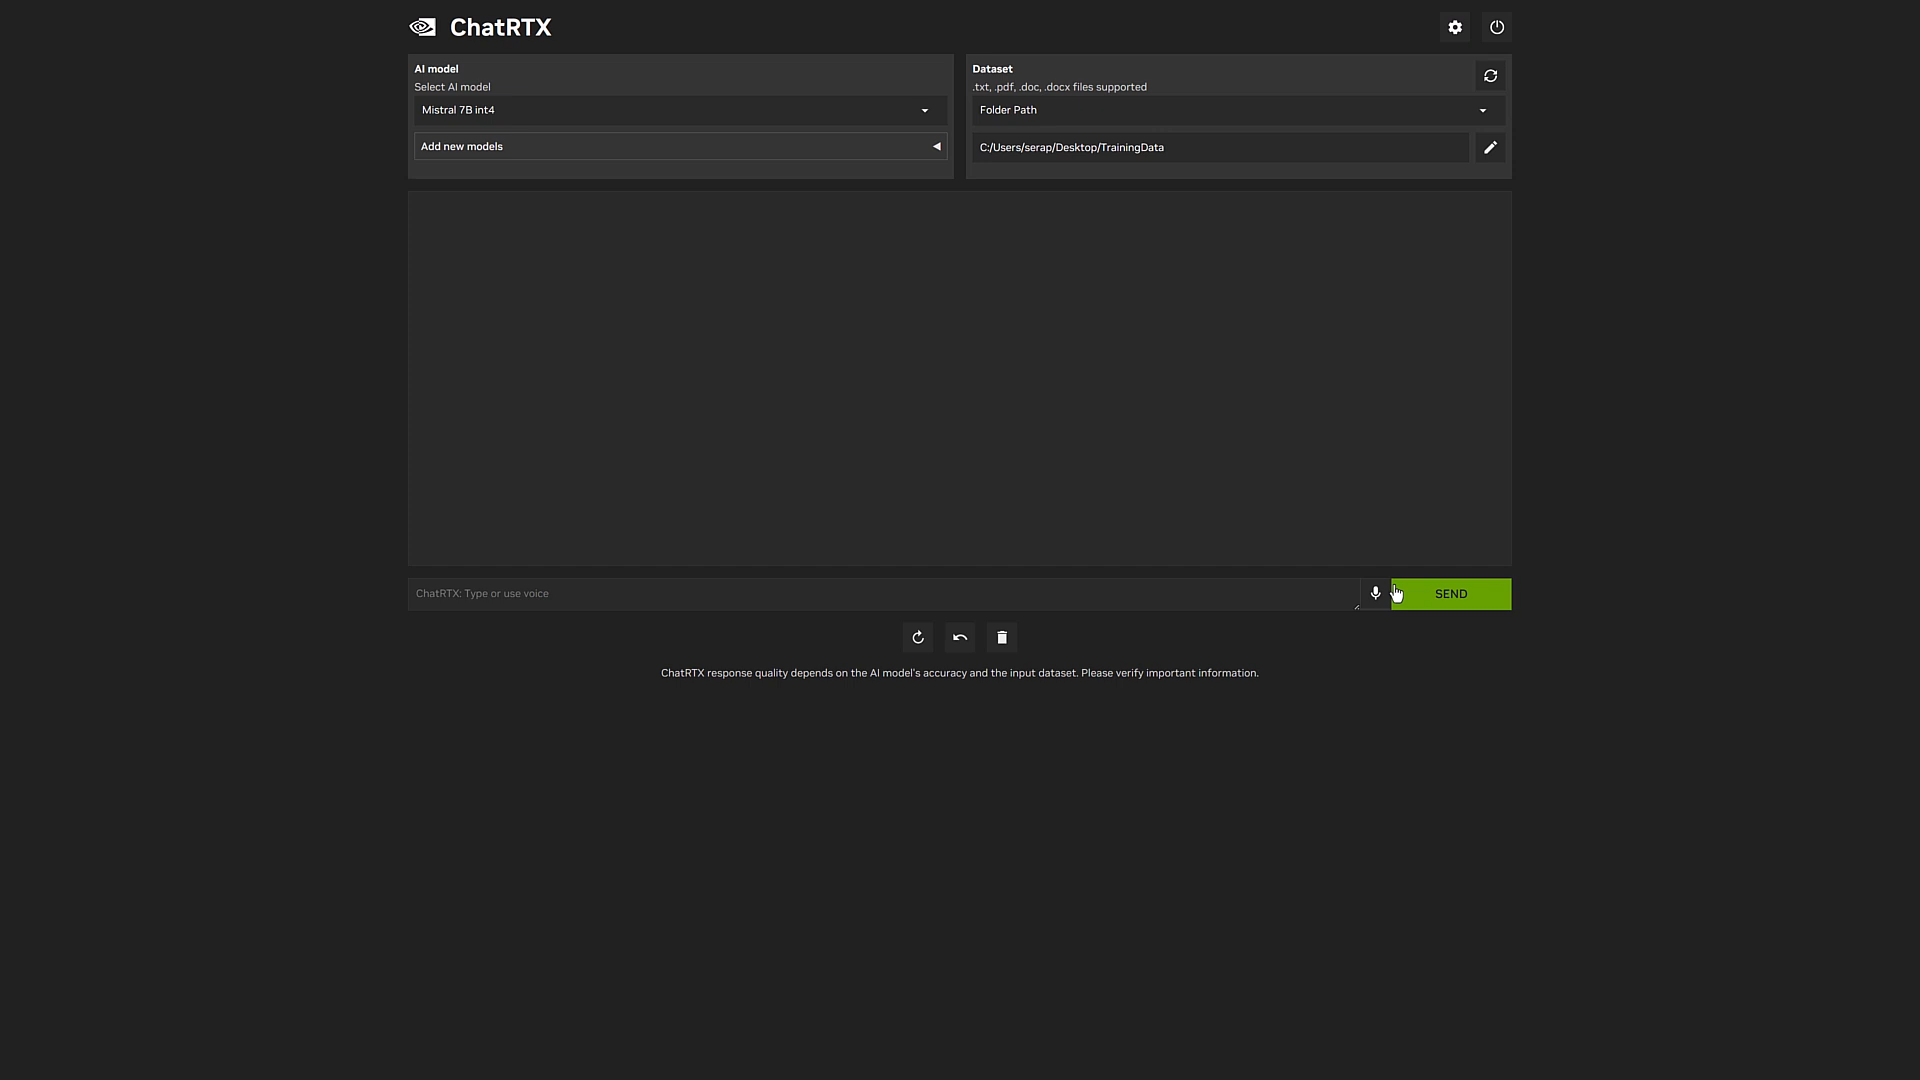 ChatRTX
AI model
Select AI model
Mistral 7B int4
Add new models
Dataset
.txt, .pdf, .doc, .docx files supported
Folder Path
C:/Users/serap/Desktop/TrainingData
ChatRTX: Type or use voice
SEND
ChatRTX response quality depends on the AI model's accuracy and the input dataset. Please verify important information.